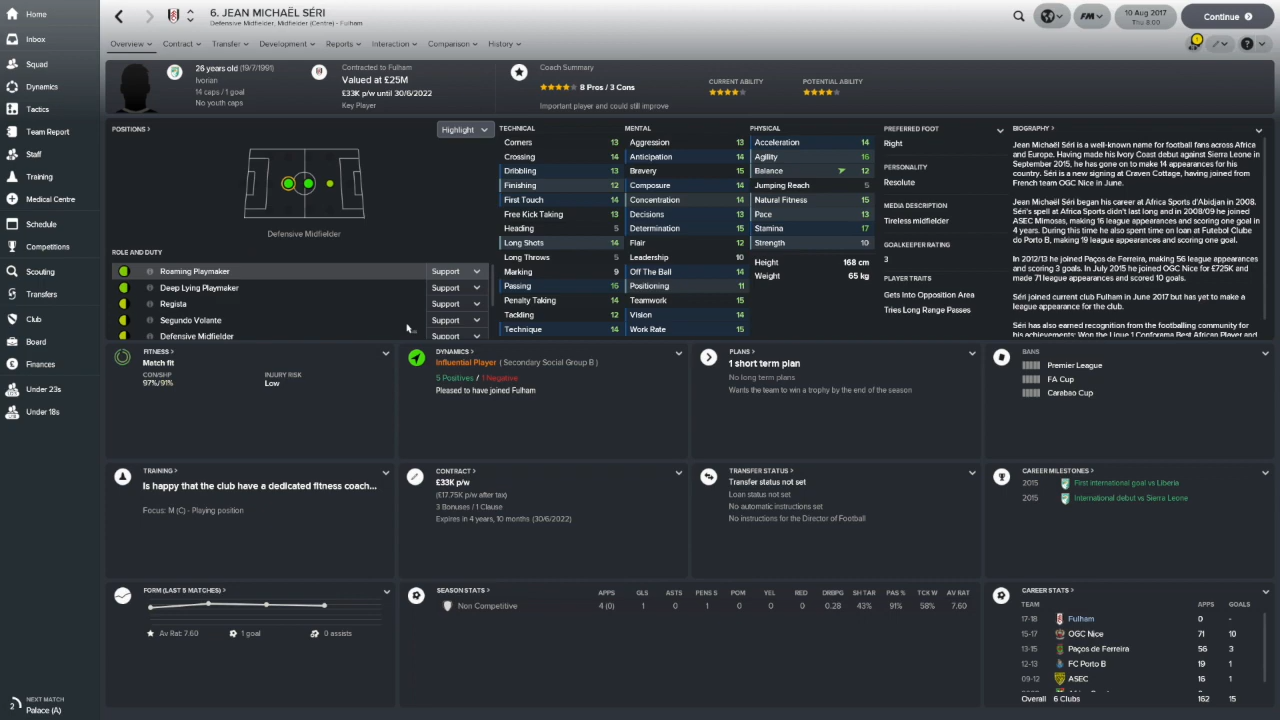 Home
Inbox
Squad
Dynamics
Tactics
Team Report
Staff
Training
Medical Centre
Schedule
Competitions
Scouting
Transfers
Club
Board
Finances
Under 23s
Under 18s
2
NEXT MATCH
Palace (A)
6. JEAN MICHAËL SÉRI
Defensive Midfielder, Midfielder (Centre) - Fulham
FM
10 Aug 2017
Thu 8:00
Continue
Overview
Contract
Transfer
Development
Reports
Interaction
Comparison
History
26 years old (19/7/1991)
Ivorian
14 caps / 1 goal
No youth caps
Contracted to Fulham
Valued at £25M
£33K p/w until 30/6/2022
Key Player
Coach Summary
8 Pros / 3 Cons
Important player and could still improve
CURRENT ABILITY
POTENTIAL ABILITY
POSITIONS >
Highlight
Defensive Midfielder
ROLE AND DUTY
Roaming Playmaker Support
Deep Lying Playmaker Support
Regista Support
Segundo Volante Support
Defensive Midfielder Support
TECHNICAL
Corners 13
Crossing 14
Dribbling 13
Finishing 12
First Touch 14
Free Kick Taking 13
Heading 5
Long Shots 14
Long Throws 5
Marking 9
Passing 16
Penalty Taking 14
Tackling 12
Technique 14
MENTAL
Aggression 13
Anticipation 14
Bravery 15
Composure 14
Concentration 14
Decisions 13
Determination 15
Flair 12
Leadership 10
Off The Ball 14
Positioning 11
Teamwork 15
Vision 14
Work Rate 15
PHYSICAL
Acceleration 14
Agility 16
Balance 12
Jumping Reach 5
Natural Fitness 15
Pace 13
Stamina 17
Strength 10
Height 168 cm
Weight 65 kg
PREFERRED FOOT
Right
PERSONALITY
Resolute
MEDIA DESCRIPTION
Tireless midfielder
GOALKEEPER RATING
3
PLAYER TRAITS
Gets Into Opposition Area
Tries Long Range Passes
BIOGRAPHY >
Jean Michaël Séri is a well-known name for football fans across Africa
and Europe. Having made his Ivory Coast debut against Sierra Leone in
September 2015, he has gone on to make 14 appearances for his
country. Séri is a new signing at Craven Cottage, having joined from
French team OGC Nice in June.
Jean Michaël Séri began his career at Africa Sports d'Abidjan in 2008.
Séri's spell at Africa Sports didn't last long and in 2008/09 he joined
ASEC Mimosas, making 16 league appearances and scoring one goal in
4 years. During this time he also spent time on loan at Futebol Clube
do Porto B, making 19 league appearances and scoring one goal.
In 2012/13 he joined Paços de Ferreira, making 56 league appearances
and scoring 3 goals. In July 2015 he joined OGC Nice for £725K and
made 71 league appearances and scored 10 goals.
Séri joined current club Fulham in June 2017 but has yet to make a
league appearance for the club.
Séri has also earned recognition from the footballing community for
his achievements: Won the Ligue 1 Conforama Overseas Player Award
FITNESS >
Match fit
CON/SHP
97%/91%
INJURY RISK
Low
DYNAMICS >
Influential Player ( Secondary Social Group B )
5 Positives / 1 Negative
Pleased to have joined Fulham
PLANS >
1 short term plan
No long term plans
Wants the team to win a trophy by the end of the season
BANS
Premier League
FA Cup
Carabao Cup
TRAINING >
Is happy that the club have a dedicated fitness coach...
Focus: M (C) - Playing position
CONTRACT >
£33K p/w
(£17.75K p/w after tax)
3 Bonuses / 1 Clause
Expires in 4 years, 10 months (30/6/2022)
TRANSFER STATUS >
Transfer status not set
Loan status not set
No automatic instructions set
No instructions for the Director of Football
CAREER MILESTONES >
2015 First international goal vs Liberia
2015 International debut vs Sierra Leone
FORM (LAST 5 MATCHES) >
Av Rat: 7.60
1 goal
0 assists
SEASON STATS > APPS GLS ASTS PENS S POM YEL RED DRBPG SH TAR PAS % TCK W AV RAT
Non Competitive 4 (0) 1 0 1 0 0 0 0.28 43% 91% 58% 7.60
CAREER STATS >
TEAM APPS GOALS
17-18 Fulham 0 -
15-17 OGC Nice 71 10
13-15 Paços de Ferreira 56 3
12-13 FC Porto B 19 1
09-12 ASEC 16 1
Overall 6 Clubs 162 15